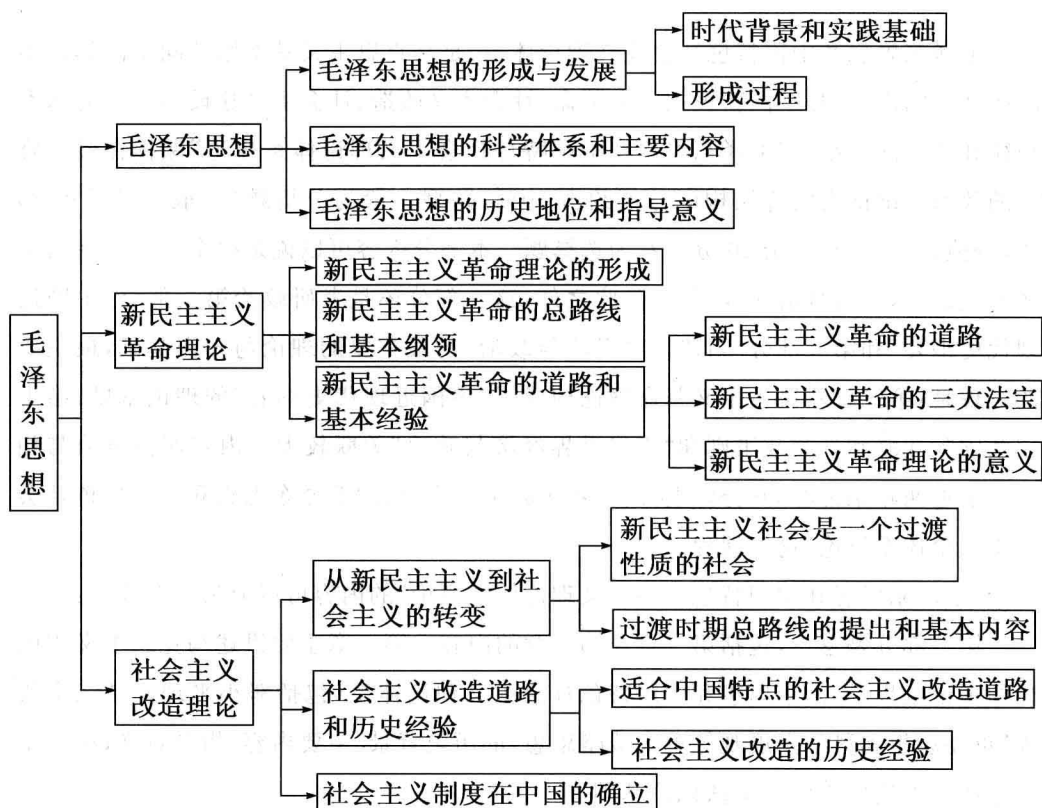 时代背景和实践基础
毛泽东思想的形成与发展
形成过程
毛泽东思想
毛泽东思想的科学体系和主要内容
毛泽东思想的历史地位和指导意义
新民主主义革命理论的形成
新民主主义
革命理论
新民主主义革命的总路线
和基本纲领
新民主主义革命的道路
新民主主义革命的道路和
基本经验
新民主主义革命的三大法宝
新民主主义革命理论的意义
毛泽东思想
新民主主义社会是一个过渡
性质的社会
从新民主主义到社
会主义的转变
过渡时期总路线的提出和基本内容
社会主义
改造理论
社会主义改造道路
和历史经验
适合中国特点的社会主义改造道路
社会主义改造的历史经验
社会主义制度在中国的确立